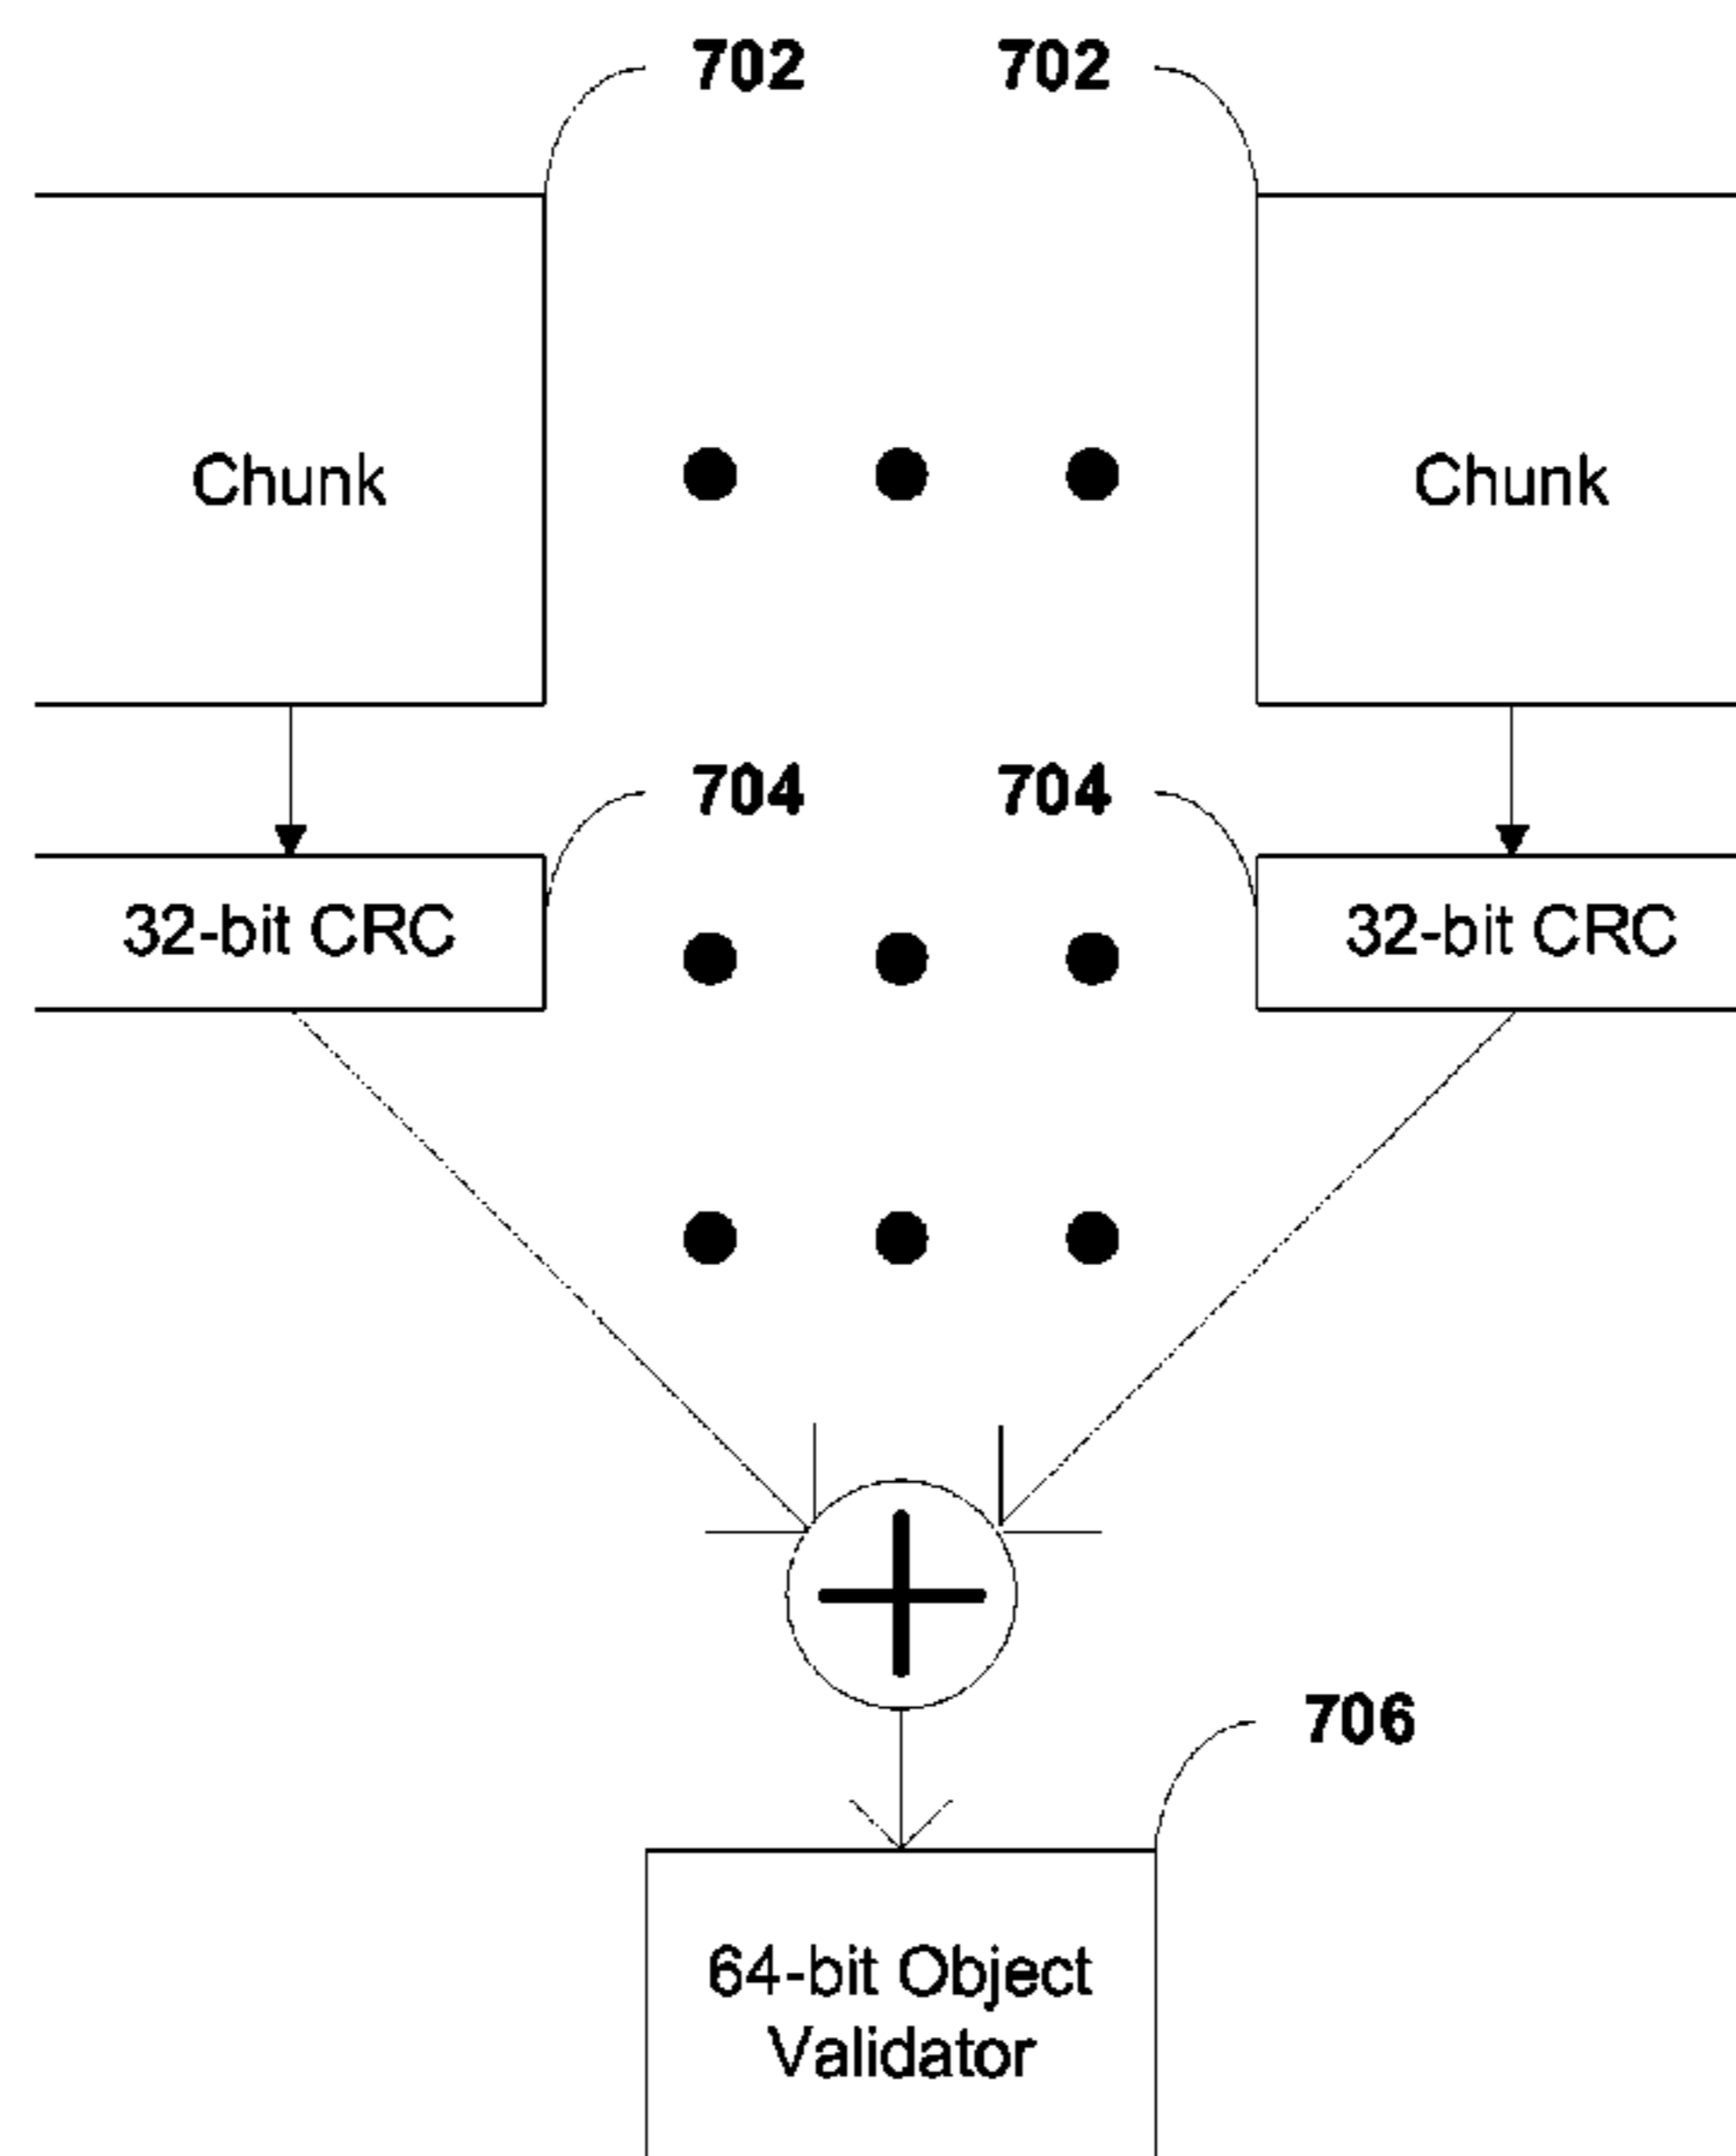 702 702
Chunk Chunk
704 704
32-bit CRC 32-bit CRC
706
64-bit Object
Validator